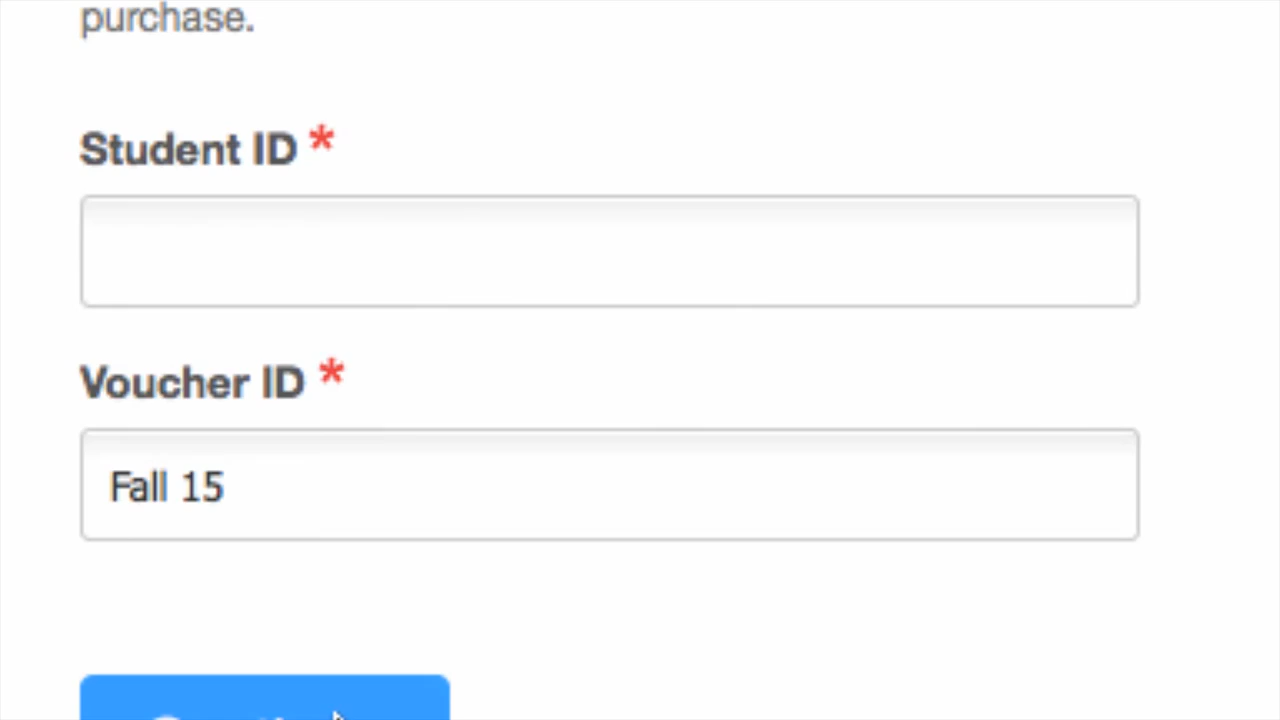 purchase.
Student ID *
Voucher ID *
Fall 15